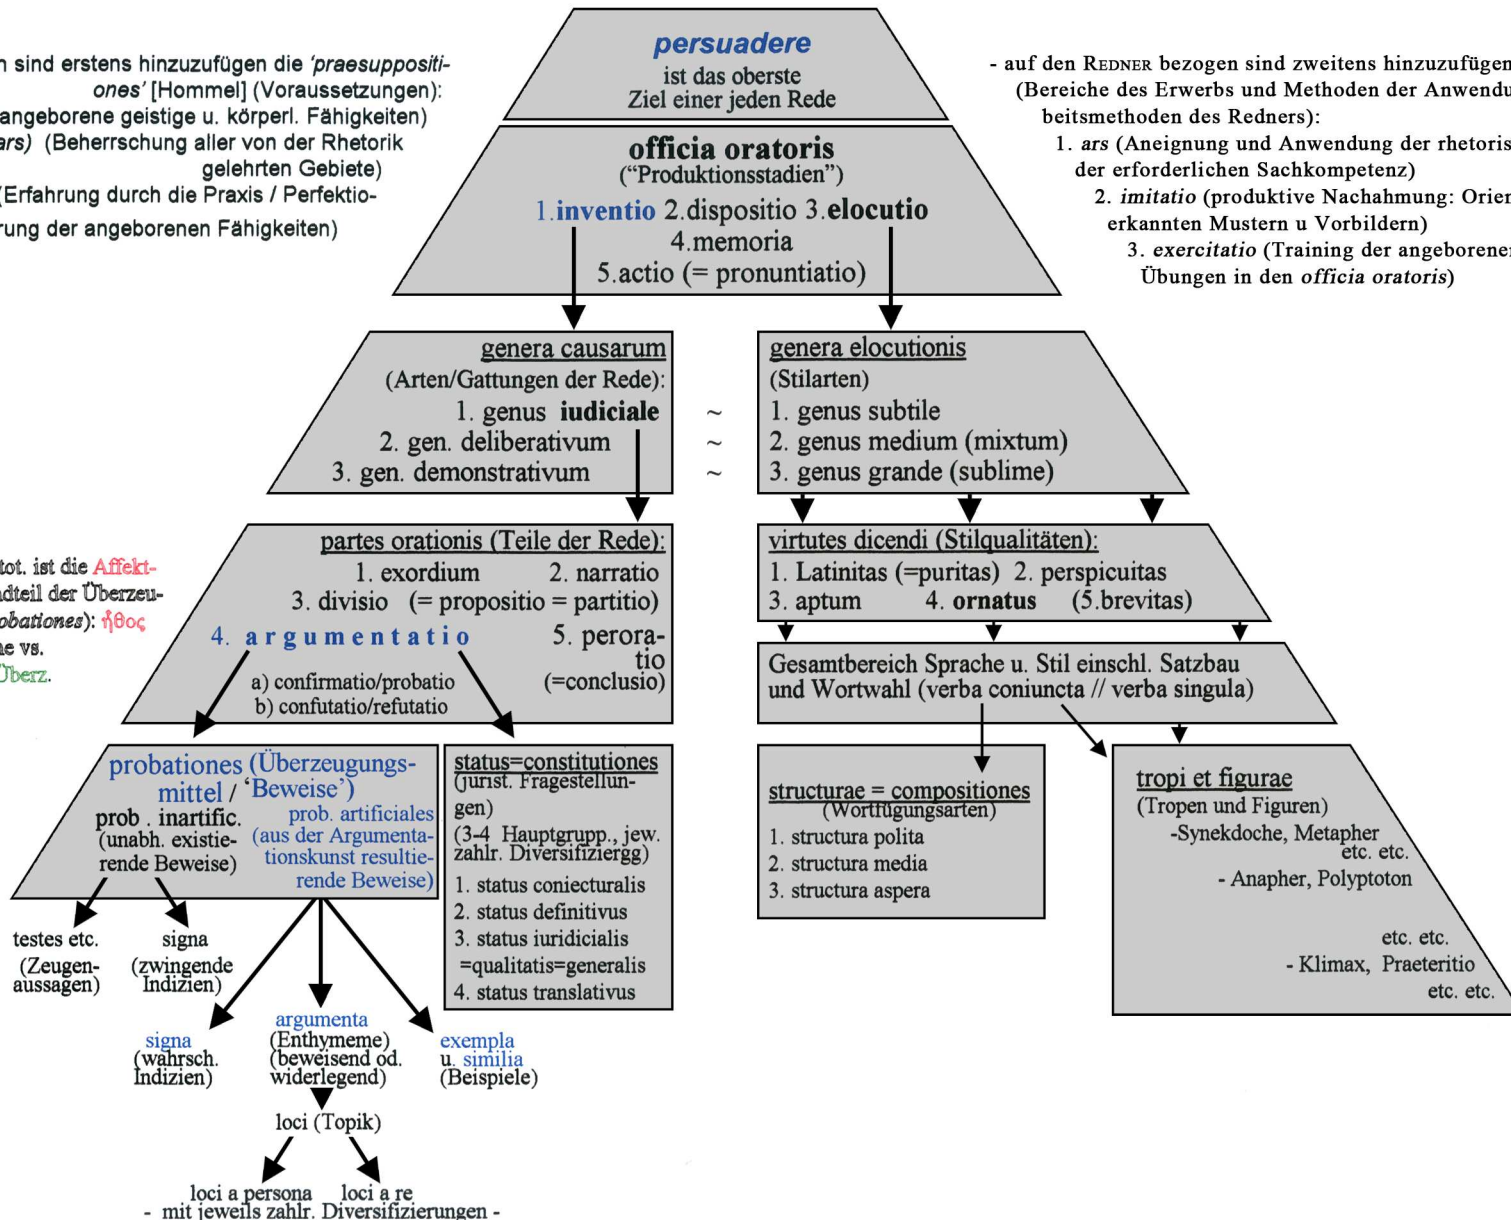 persuadere
ist das oberste
Ziel einer jeden Rede
sind erstens hinzuzufügen die 'praesuppositi-
ones' [Hommel] (Voraussetzungen):
angeborene geistige u. körperl. Fähigkeiten)
ars) (Beherrschung aller von der Rhetorik
gelehrten Gebiete)
(Erfahrung durch die Praxis / Perfektio-
rung der angeborenen Fähigkeiten)
- auf den REDNER bezogen sind zweitens hinzuzufügen
(Bereiche des Erwerbs und Methoden der Anwendu
beitsmethoden des Redners):
1. ars (Aneignung und Anwendung der rhetoris
der erforderlichen Sachkompetenz)
2. imitatio (produktive Nachahmung: Orien
erkannten Mustern u Vorbildern)
3. exercitatio (Training der angeborene
Übungen in den officia oratoris)
officia oratoris
(“Produktionsstadien”)
1.inventio 2.dispositio 3.elocutio
4.memoria
5.actio (= pronuntiatio)
genera causarum
(Arten/Gattungen der Rede):
1. genus iudiciale ~
2. gen. deliberativum ~
3. gen. demonstrativum ~
genera elocutionis
(Stilarten)
1. genus subtile
2. genus medium (mixtum)
3. genus grande (sublime)
tot. ist die Affekt-
dteil der Überzeu-
obationes): ἦθος
ne vs.
Überz.
partes orationis (Teile der Rede):
1. exordium 2. narratio
3. divisio (= propositio = partitio)
4. argumentatio 5. perora-
tio
(=conclusio)
a) confirmatio/probatio
b) confutatio/refutatio
virtutes dicendi (Stilqualitäten):
1. Latinitas (=puritas) 2. perspicuitas
3. aptum 4. ornatus (5.brevitas)
Gesamtbereich Sprache u. Stil einschl. Satzbau
und Wortwahl (verba coniuncta // verba singula)
probationes (Überzeugungs-
mittel / ‘Beweise’)
prob . inartific.
(unabh. existie-
rende Beweise)
prob. artificiales
(aus der Argumenta-
tionskunst resultie-
rende Beweise)
status=constitutiones
(jurist. Fragestellun-
gen)
(3-4 Hauptgrupp., jew.
zahlr. Diversifiziergg)
1. status coniecturalis
2. status definitivus
3. status iuridicialis
=qualitatis=generalis
4. status translativus
structurae = compositiones
(Wortfügungsarten)
1. structura polita
2. structura media
3. structura aspera
tropi et figurae
(Tropen und Figuren)
-Synekdoche, Metapher
etc. etc.
- Anapher, Polyptoton
etc. etc.
- Klimax, Praeteritio
etc. etc.
testes etc.
(Zeugen-
aussagen)
signa
(zwingende
Indizien)
signa
(wahrsch.
Indizien)
argumenta
(Enthymeme)
(beweisend od.
widerlegend)
exempla
u. similia
(Beispiele)
loci (Topik)
loci a persona loci a re
- mit jeweils zahlr. Diversifizierungen -